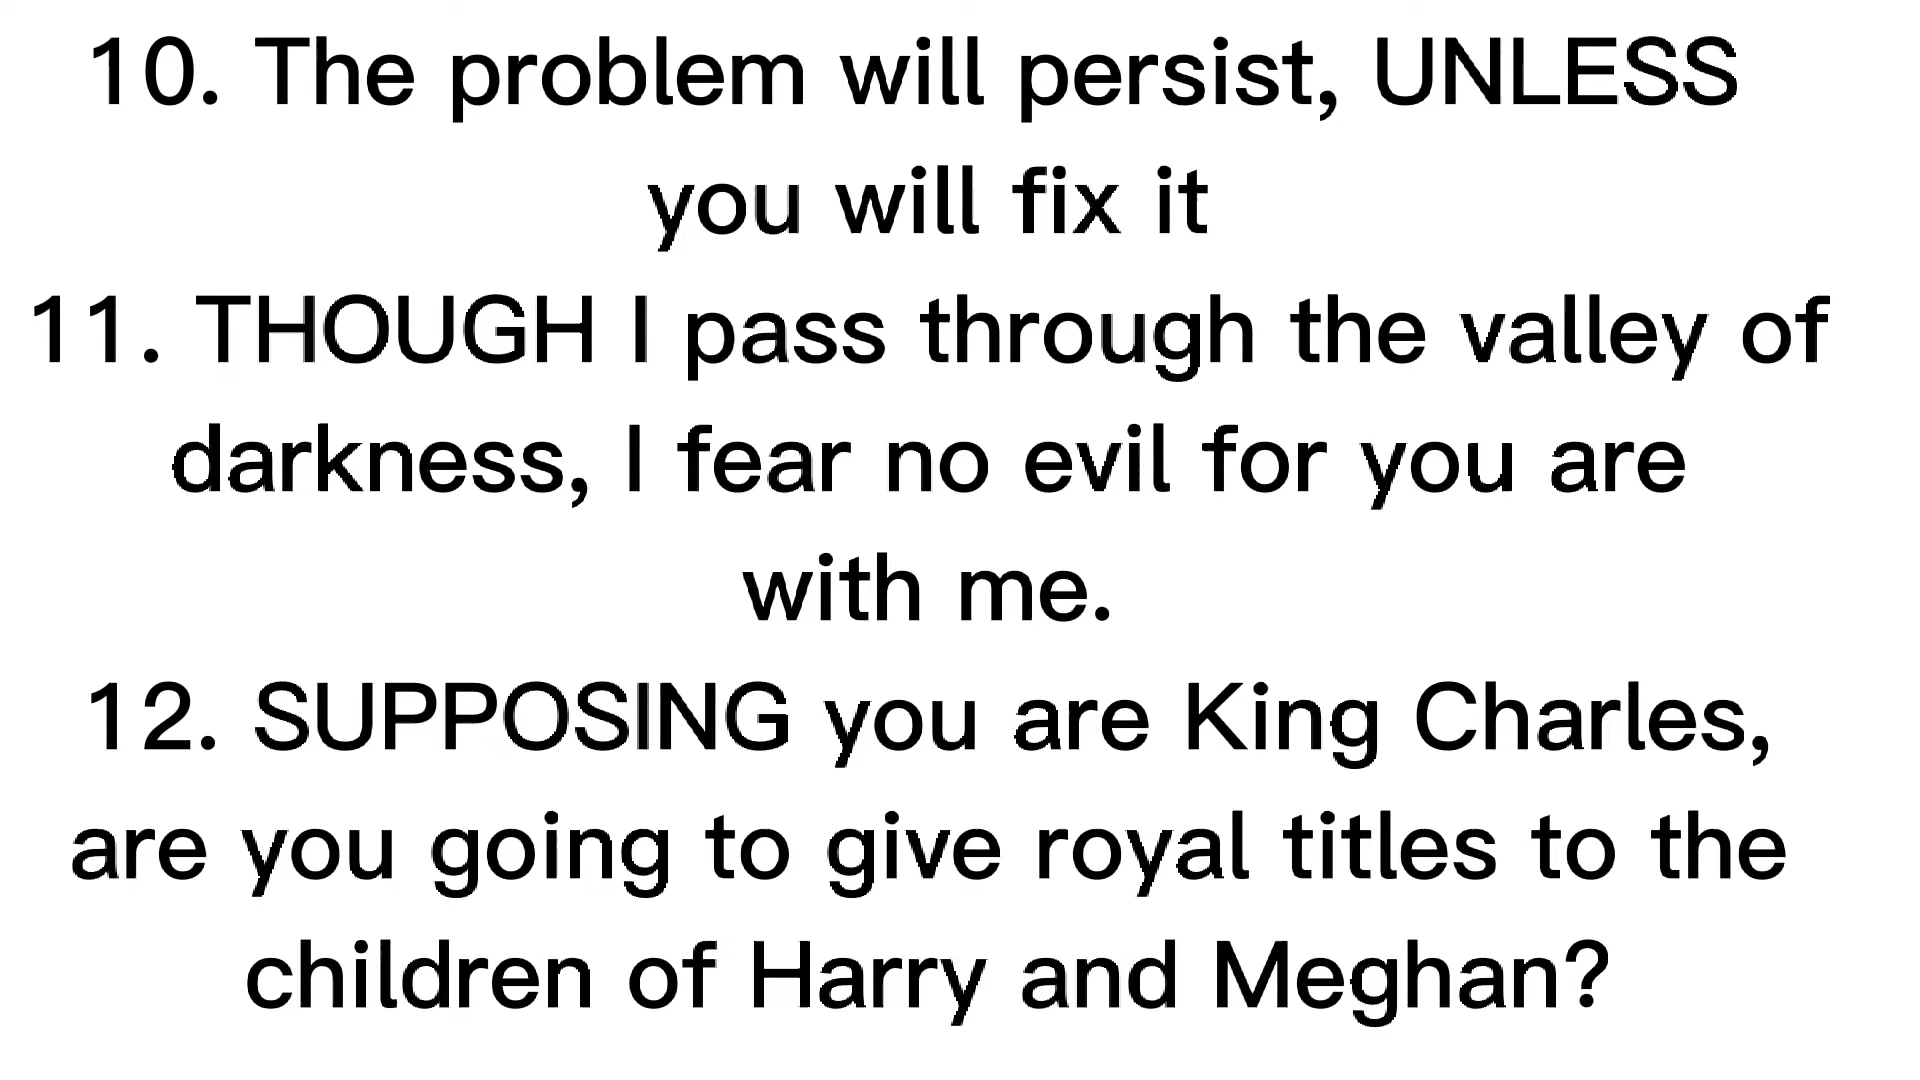 10. The problem will persist, UNLESS
you will fix it
11. THOUGH I pass through the valley of
darkness, I fear no evil for you are
with me.
12. SUPPOSING you are King Charles,
are you going to give royal titles to the
children of Harry and Meghan?